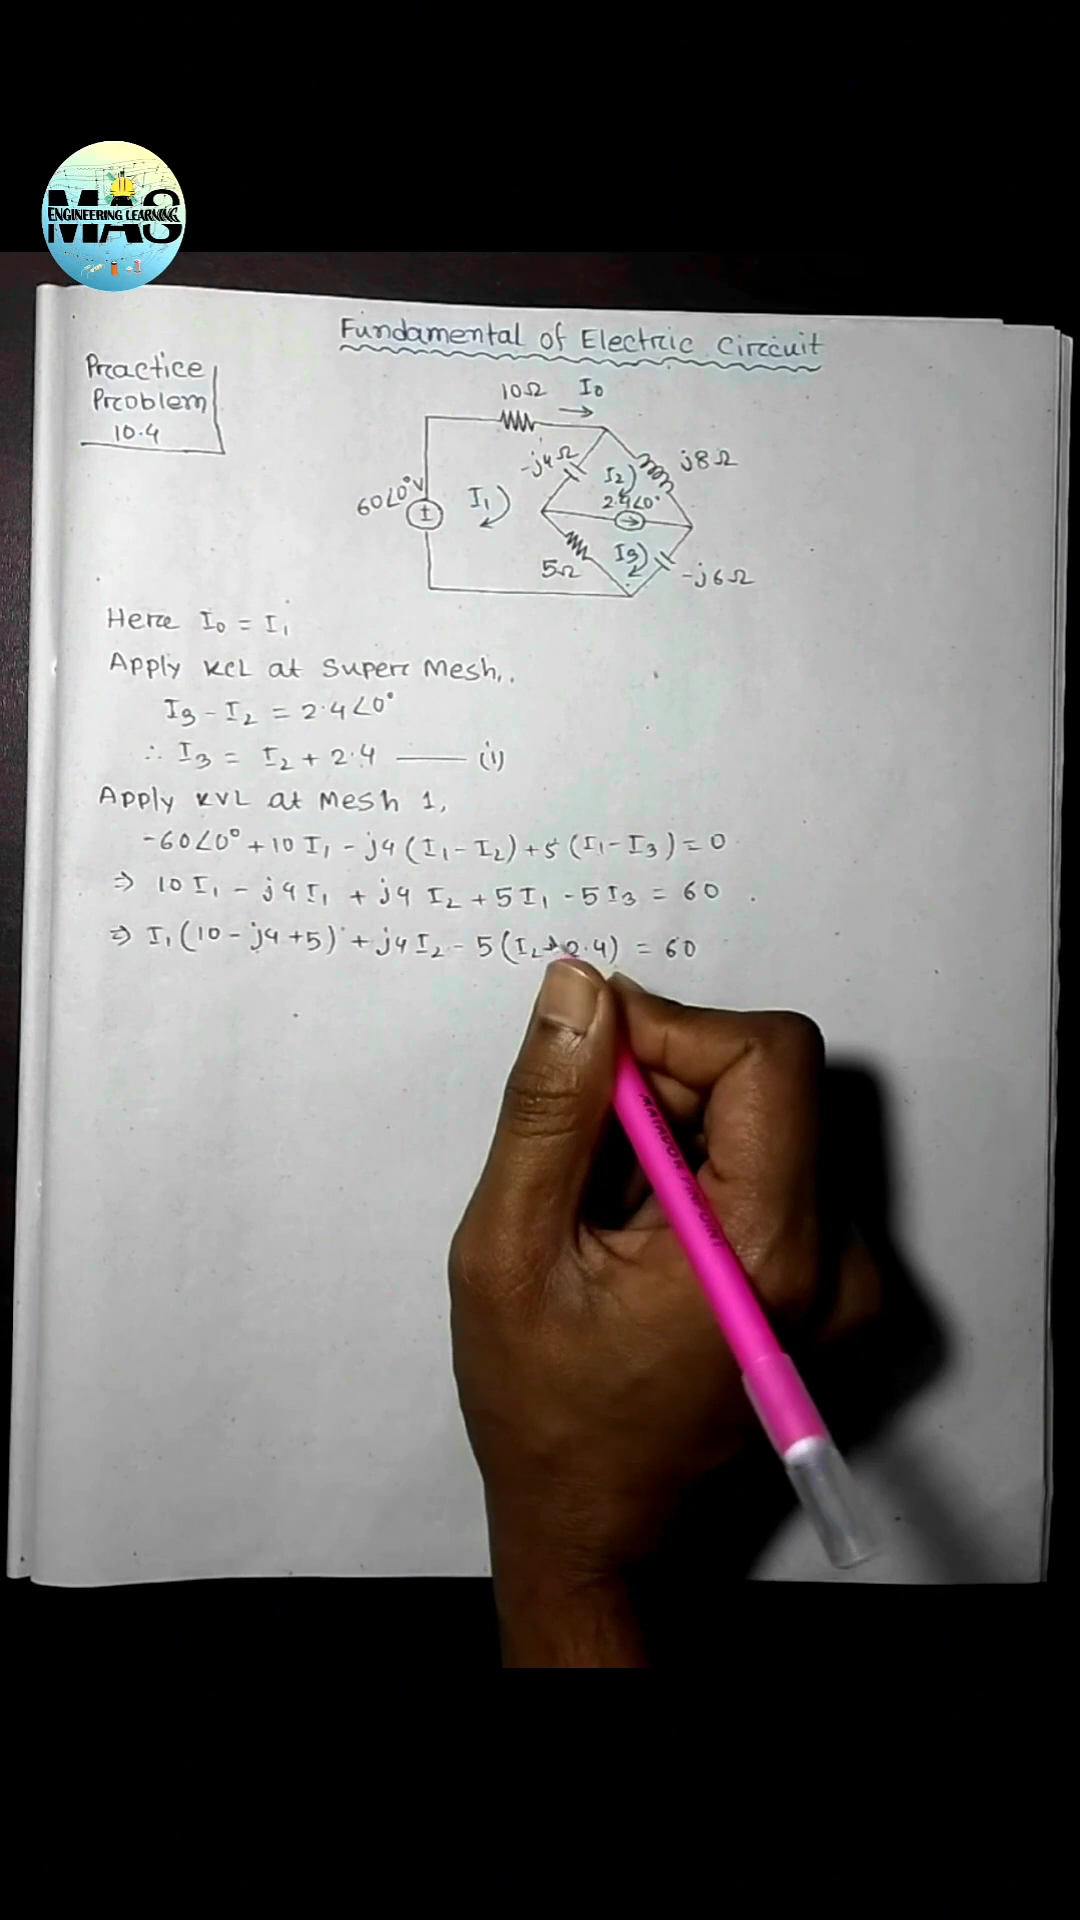 MAS
ENGINEERING LEARNING
Fundamental of Electric Circuit
Practice
Problem
10.4
10Ω I₀
-j4Ω
j8Ω
I₂
2.4∠0°
60∠0°V
I₁
I₃
5Ω
-j6Ω
Here I₀ = I₁
Apply KCL at Super Mesh,.
I₃ - I₂ = 2.4∠0°
∴ I₃ = I₂ + 2.4 —— (i)
Apply KVL at Mesh 1,
-60∠0° + 10 I₁ - j4 (I₁ - I₂) + 5 (I₁ - I₃) = 0
⇒ 10 I₁ - j4 I₁ + j4 I₂ + 5 I₁ - 5 I₃ = 60
⇒ I₁ (10 - j4 + 5) + j4 I₂ - 5 (I₂ + 2.4) = 60
MATADOR PINPOINT